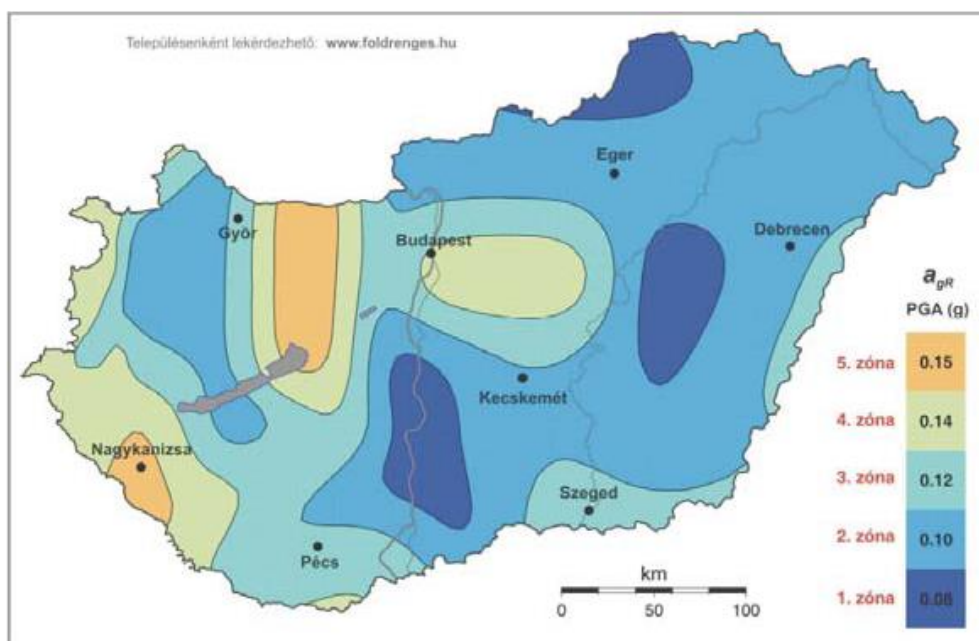 Településenként lekérdezhető: www.foldrenges.hu
Eger
Győr
Budapest
Debrecen
a_gR
PGA (g)
5. zóna 0.15
Kecskemét
4. zóna 0.14
Nagykanizsa
3. zóna 0.12
Szeged
2. zóna 0.10
Pécs
km
1. zóna 0.08
0 50 100